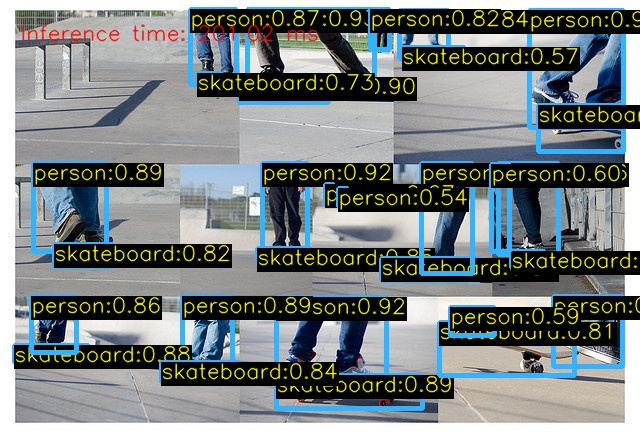 person:0.87:0.9
person:0.8284
person:0.9
Inference time: 201.02 ms
skateboard:0.57
skateboard:0.73
0.90
skateboard
person:0.89
person:0.92
person
person:0.60
person:0.54
skateboard:0.82
skateboard:0.85
skateboard:
skateboard:
person:0.86
person:0.89
son:0.92
person:0.59
person:0
skateboard:0.81
skateboard:0.88
skateboard:0.84
skateboard:0.89